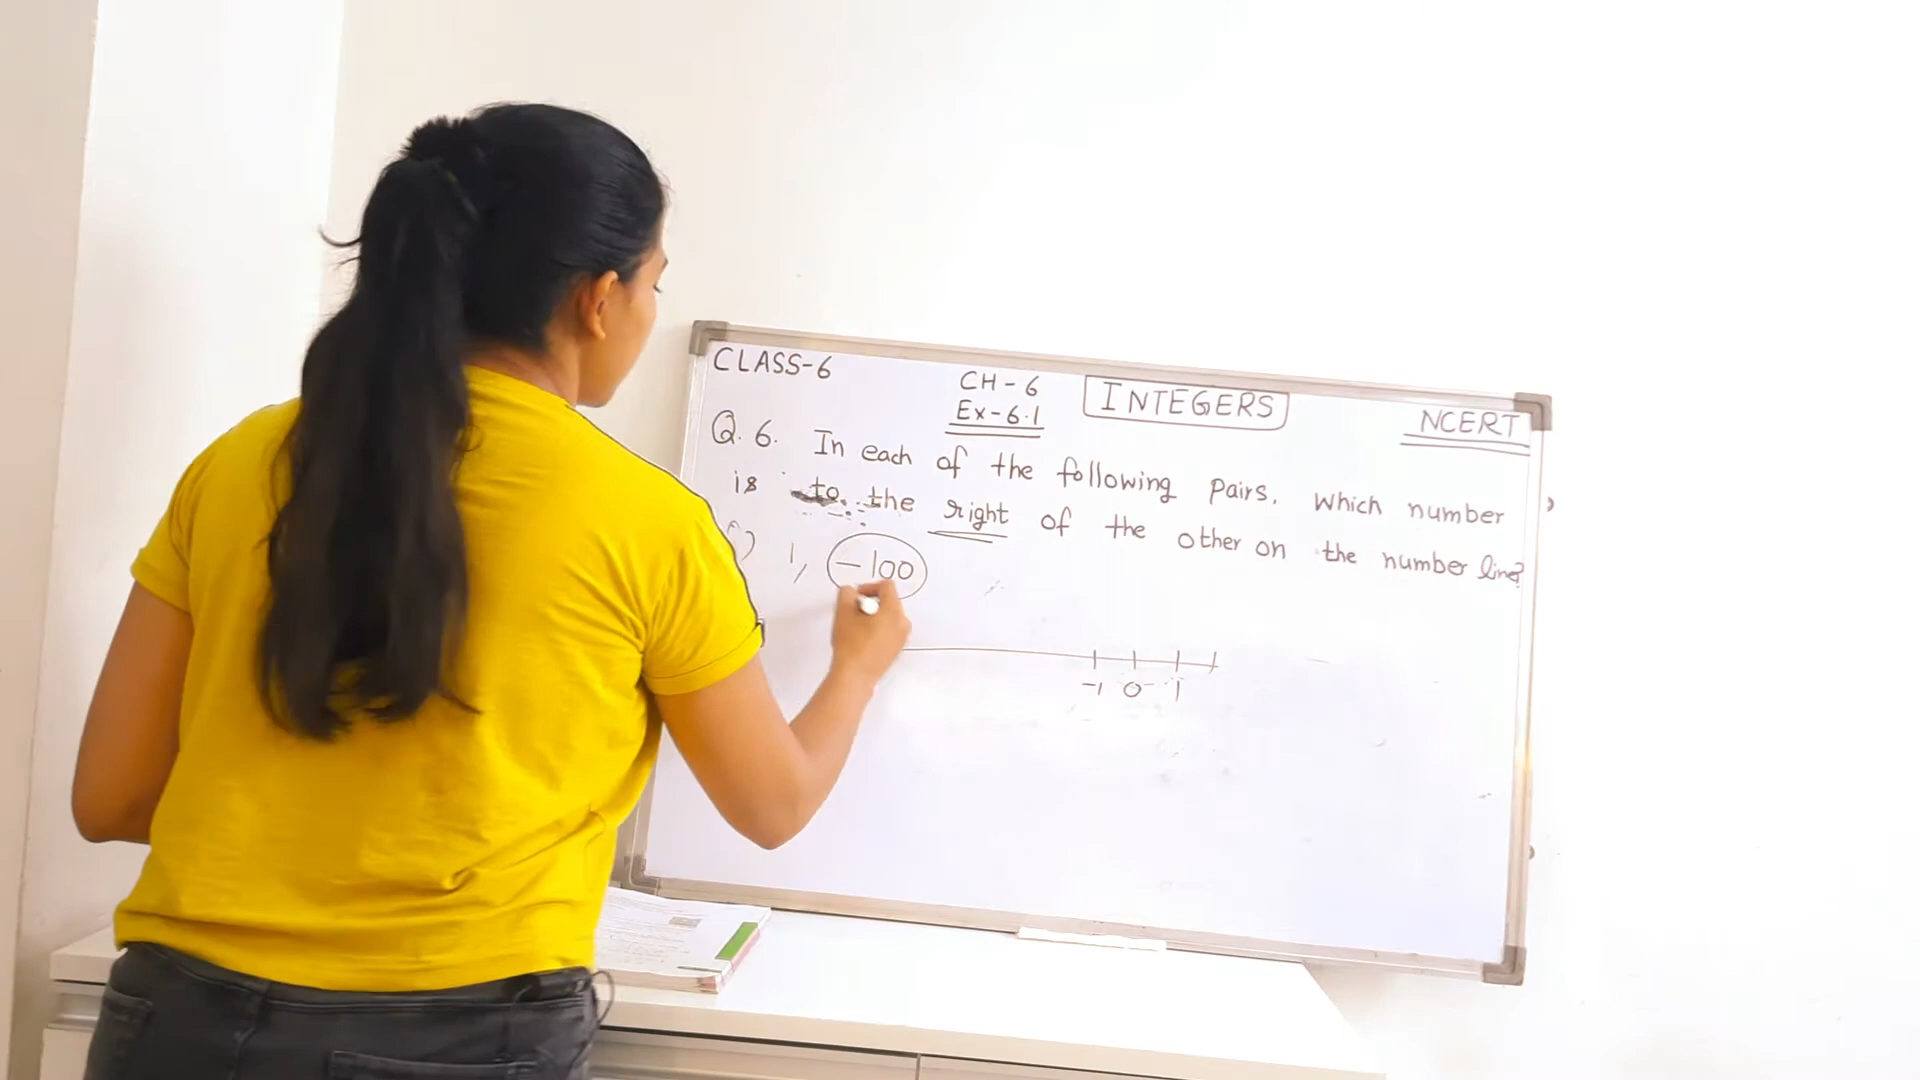 CLASS-6
CH-6
INTEGERS
NCERT
Ex-6.1
Q.6. In each of the following pairs. Which number
is to the right of the other on the number line?
1, -100
-1 0 1